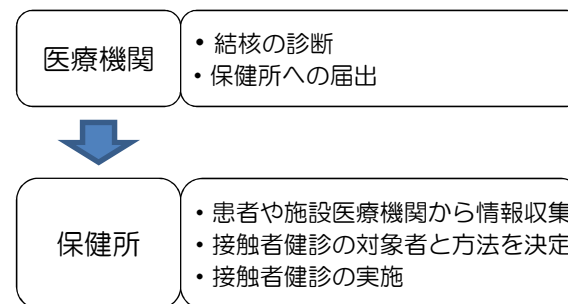 医療機関
• 結核の診断
• 保健所への届出
保健所
• 患者や施設医療機関から情報収集
• 接触者健診の対象者と方法を決定
• 接触者健診の実施